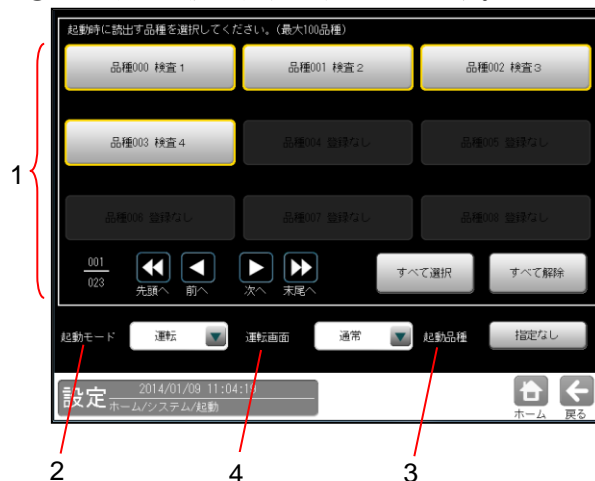 起動時に読出す品種を選択してください。(最大100品種)
品種000 検査1
品種001 検査2
品種002 検査3
品種003 検査4
品種004 登録なし
品種005 登録なし
品種006 登録なし
品種007 登録なし
品種008 登録なし
1
001
023
先頭へ 前へ 次へ 末尾へ
すべて選択
すべて解除
起動モード 運転 運転画面 通常 起動品種 指定なし
設定
2014/01/09 11:04:19
ホーム/システム/起動
ホーム 戻る
2 4 3